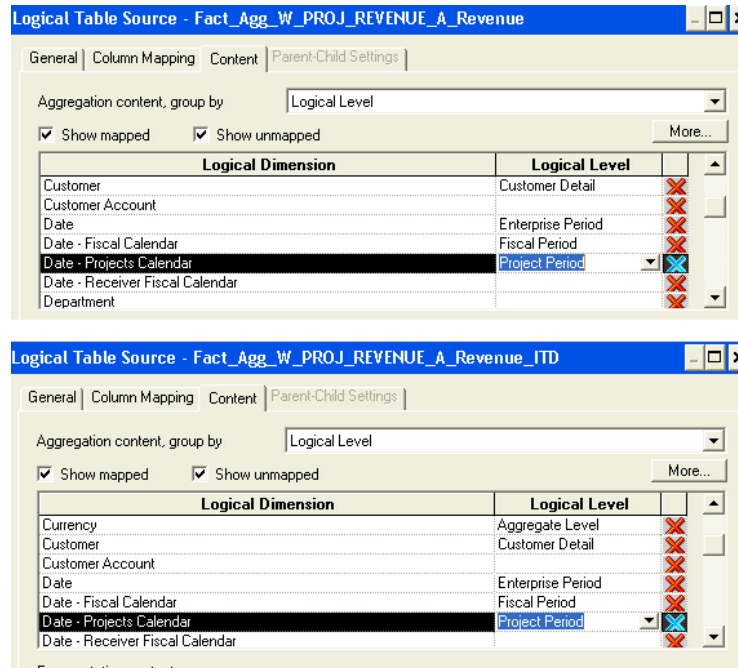 Logical Table Source - Fact_Agg_W_PROJ_REVENUE_A_Revenue
General Column Mapping Content Parent-Child Settings
Aggregation content, group by Logical Level
Show mapped Show unmapped More...
Logical Dimension Logical Level
Customer Customer Detail
Customer Account
Date Enterprise Period
Date - Fiscal Calendar Fiscal Period
Date - Projects Calendar Project Period
Date - Receiver Fiscal Calendar
Department
Logical Table Source - Fact_Agg_W_PROJ_REVENUE_A_Revenue_ITD
General Column Mapping Content Parent-Child Settings
Aggregation content, group by Logical Level
Show mapped Show unmapped More...
Logical Dimension Logical Level
Currency Aggregate Level
Customer Customer Detail
Customer Account
Date Enterprise Period
Date - Fiscal Calendar Fiscal Period
Date - Projects Calendar Project Period
Date - Receiver Fiscal Calendar